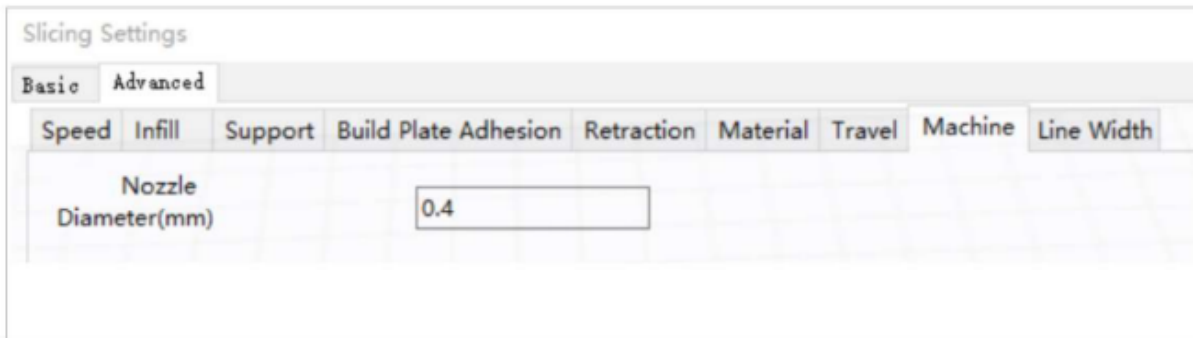 Slicing Settings
Basic Advanced
Speed Infill Support Build Plate Adhesion Retraction Material Travel Machine Line Width
Nozzle
Diameter(mm)
0.4